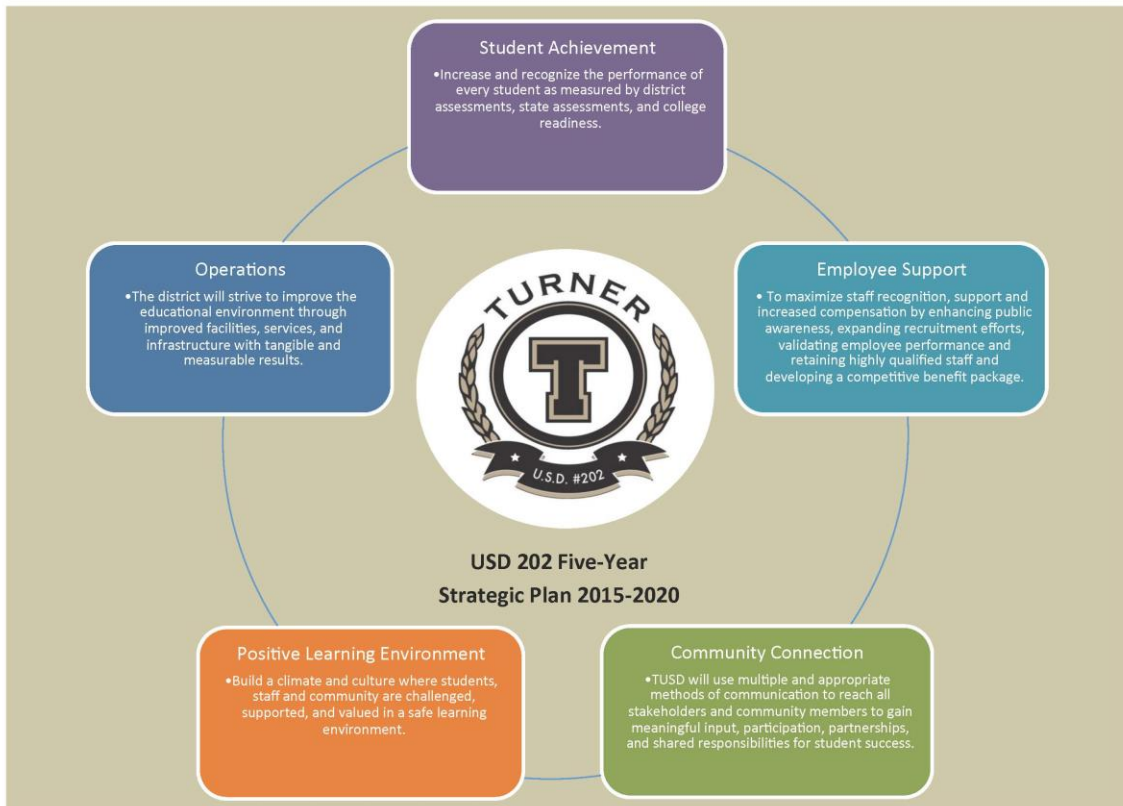 Student Achievement
•Increase and recognize the performance of
every student as measured by district
assessments, state assessments, and college
readiness.
Operations
•The district will strive to improve the
educational environment through
improved facilities, services, and
infrastructure with tangible and
measurable results.
TURNER
T
U.S.D. #202
Employee Support
• To maximize staff recognition, support and
increased compensation by enhancing public
awareness, expanding recruitment efforts,
validating employee performance and
retaining highly qualified staff and
developing a competitive benefit package.
USD 202 Five-Year
Strategic Plan 2015-2020
Positive Learning Environment
•Build a climate and culture where students,
staff and community are challenged,
supported, and valued in a safe learning
environment.
Community Connection
•TUSD will use multiple and appropriate
methods of communication to reach all
stakeholders and community members to gain
meaningful input, participation, partnerships,
and shared responsibilities for student success.